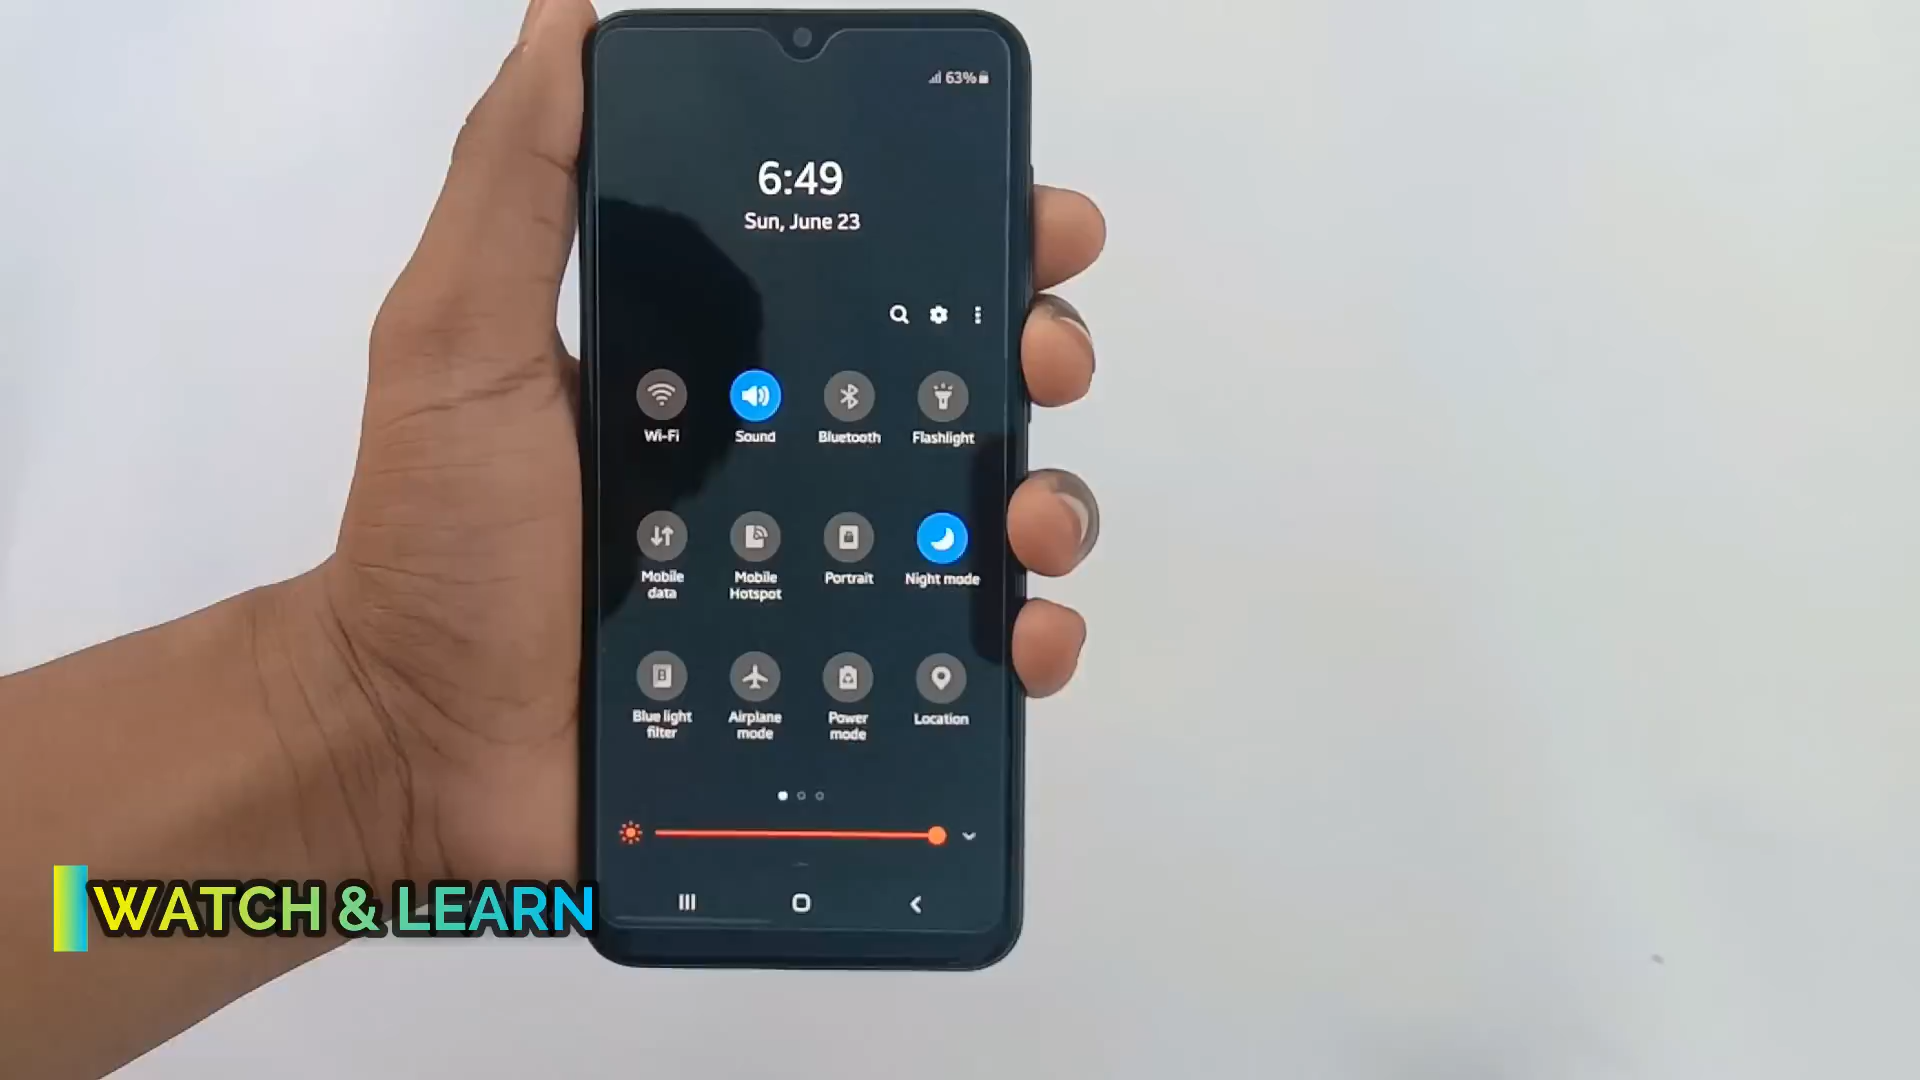 63%
6:49
Sun, June 23
Wi-Fi
Sound
Bluetooth
Flashlight
Mobile
data
Mobile
Hotspot
Portrait
Night mode
Blue light
filter
Airplane
mode
Power
mode
Location
WATCH & LEARN